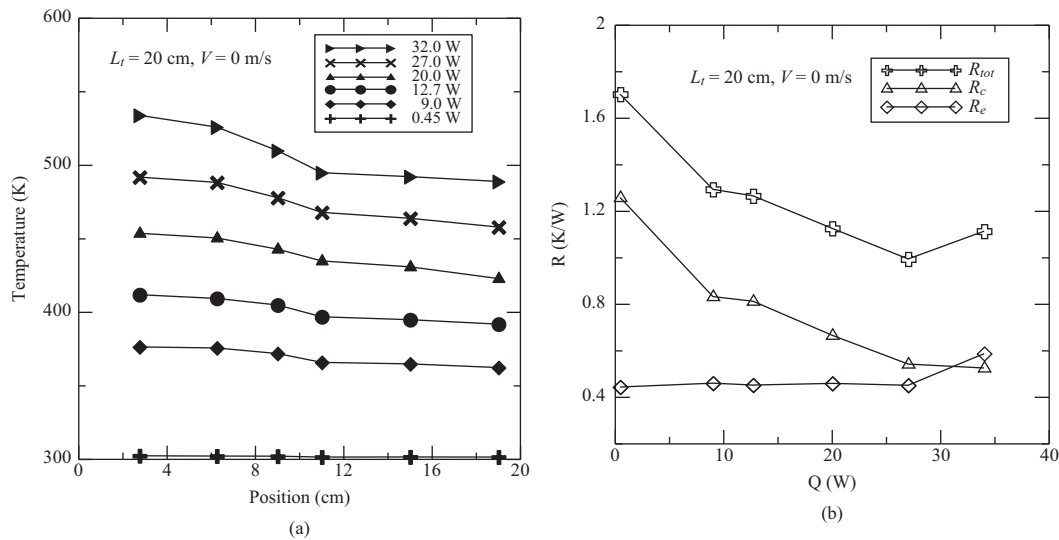 600
500
400
300
Temperature (K)
L_t = 20 cm, V = 0 m/s
32.0 W
27.0 W
20.0 W
12.7 W
9.0 W
0.45 W
0 4 8 12 16 20
Position (cm)
(a)
2
1.6
1.2
0.8
0.4
R (K/W)
L_t = 20 cm, V = 0 m/s
R_tot
R_c
R_e
0 10 20 30 40
Q (W)
(b)